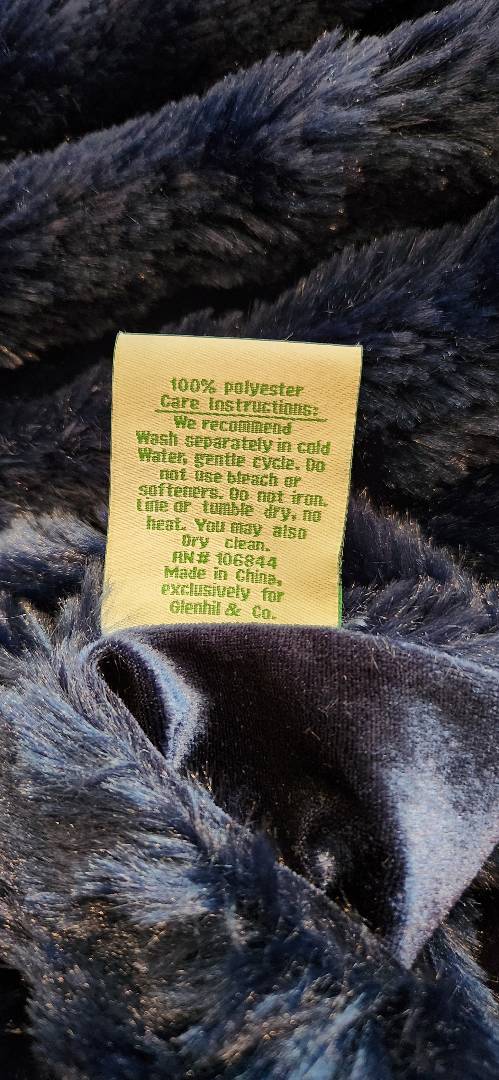 100% polyester
Care Instructions:
We recommend
Wash separately in cold
Water, gentle cycle. Do
not use bleach or
softeners. Do not iron.
Line or tumble dry, no
heat. You may also
Dry clean.
RN# 106844
Made in China,
exclusively for
Glenhil & Co.